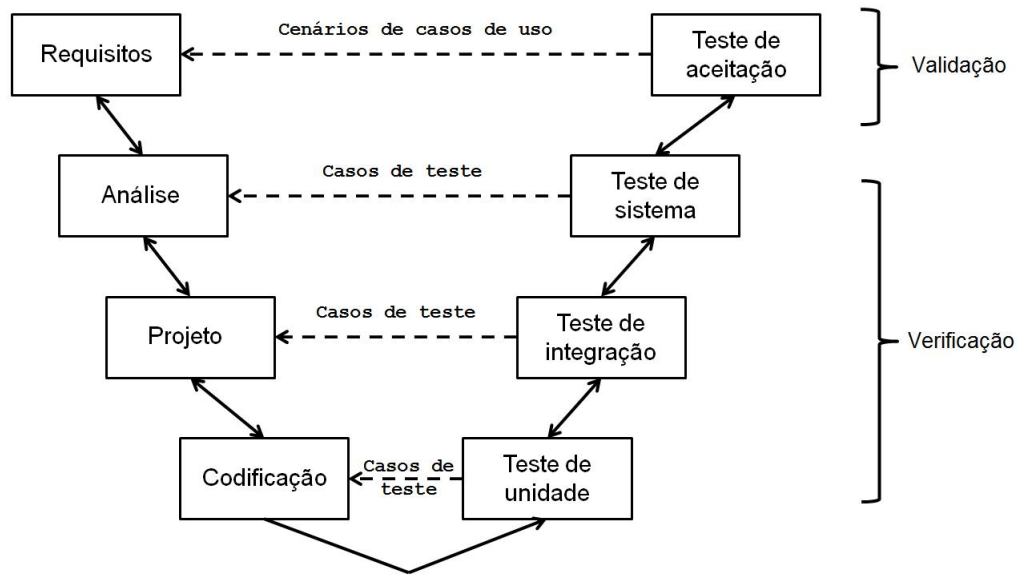 Requisitos
Cenários de casos de uso
Teste de
aceitação
Validação
Análise
Casos de teste
Teste de
sistema
Projeto
Casos de teste
Teste de
integração
Verificação
Codificação
Casos de
teste
Teste de
unidade